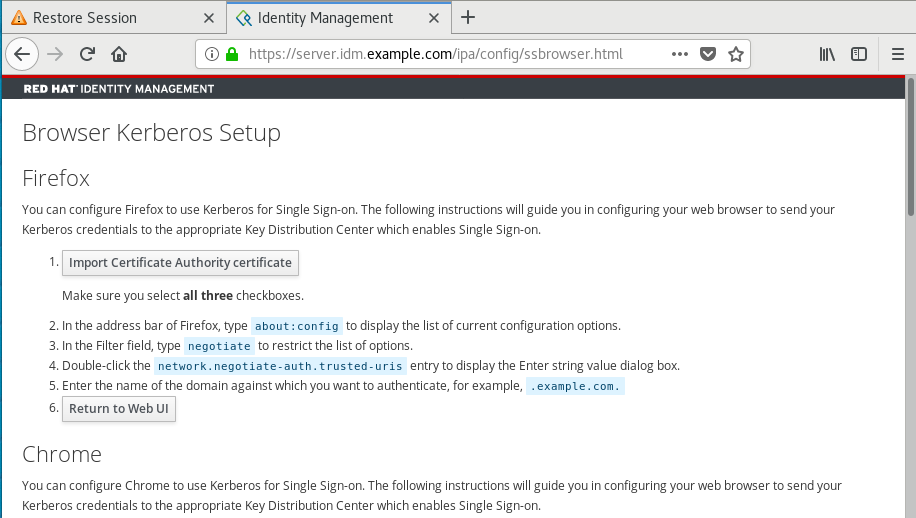 Restore Session
Identity Management
https://server.idm.example.com/ipa/config/ssbrowser.html
RED HAT IDENTITY MANAGEMENT
Browser Kerberos Setup
Firefox
You can configure Firefox to use Kerberos for Single Sign-on. The following instructions will guide you in configuring your web browser to send your
Kerberos credentials to the appropriate Key Distribution Center which enables Single Sign-on.
1. Import Certificate Authority certificate
Make sure you select all three checkboxes.
2. In the address bar of Firefox, type about:config to display the list of current configuration options.
3. In the Filter field, type negotiate to restrict the list of options.
4. Double-click the network.negotiate-auth.trusted-uris entry to display the Enter string value dialog box.
5. Enter the name of the domain against which you want to authenticate, for example, .example.com.
6. Return to Web UI
Chrome
You can configure Chrome to use Kerberos for Single Sign-on. The following instructions will guide you in configuring your web browser to send your
Kerberos credentials to the appropriate Key Distribution Center which enables Single Sign-on.